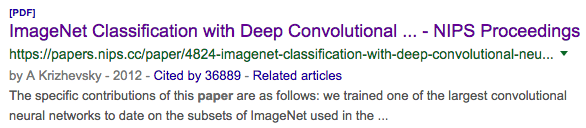 [PDF]
ImageNet Classification with Deep Convolutional ... - NIPS Proceedings
https://papers.nips.cc/paper/4824-imagenet-classification-with-deep-convolutional-neu...
by A Krizhevsky - 2012 - Cited by 36889 - Related articles
The specific contributions of this paper are as follows: we trained one of the largest convolutional
neural networks to date on the subsets of ImageNet used in the ...